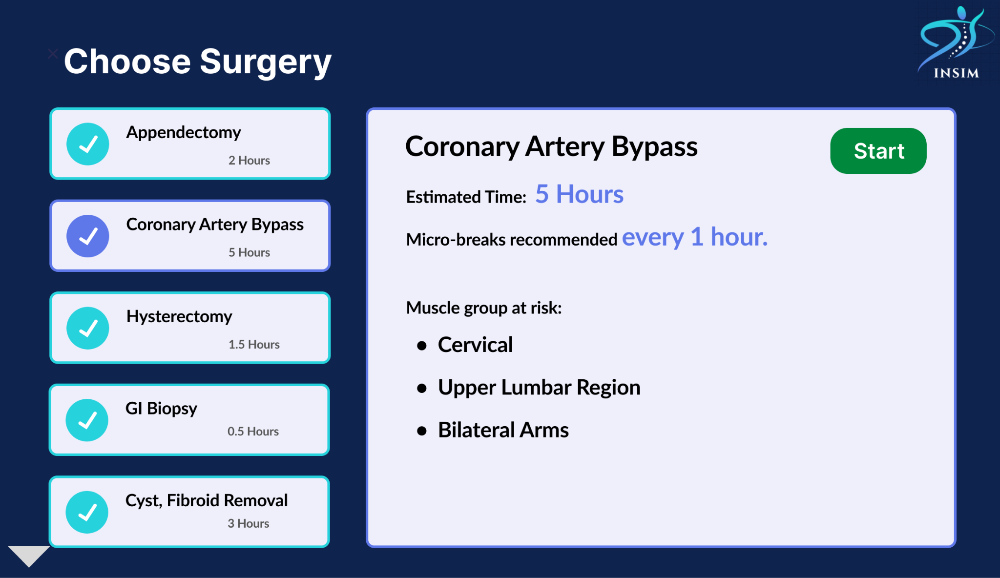 Choose Surgery
INSIM
Appendectomy
2 Hours
Coronary Artery Bypass
5 Hours
Hysterectomy
1.5 Hours
GI Biopsy
0.5 Hours
Cyst, Fibroid Removal
3 Hours
Coronary Artery Bypass
Start
Estimated Time: 5 Hours
Micro-breaks recommended every 1 hour.
Muscle group at risk:
● Cervical
● Upper Lumbar Region
● Bilateral Arms